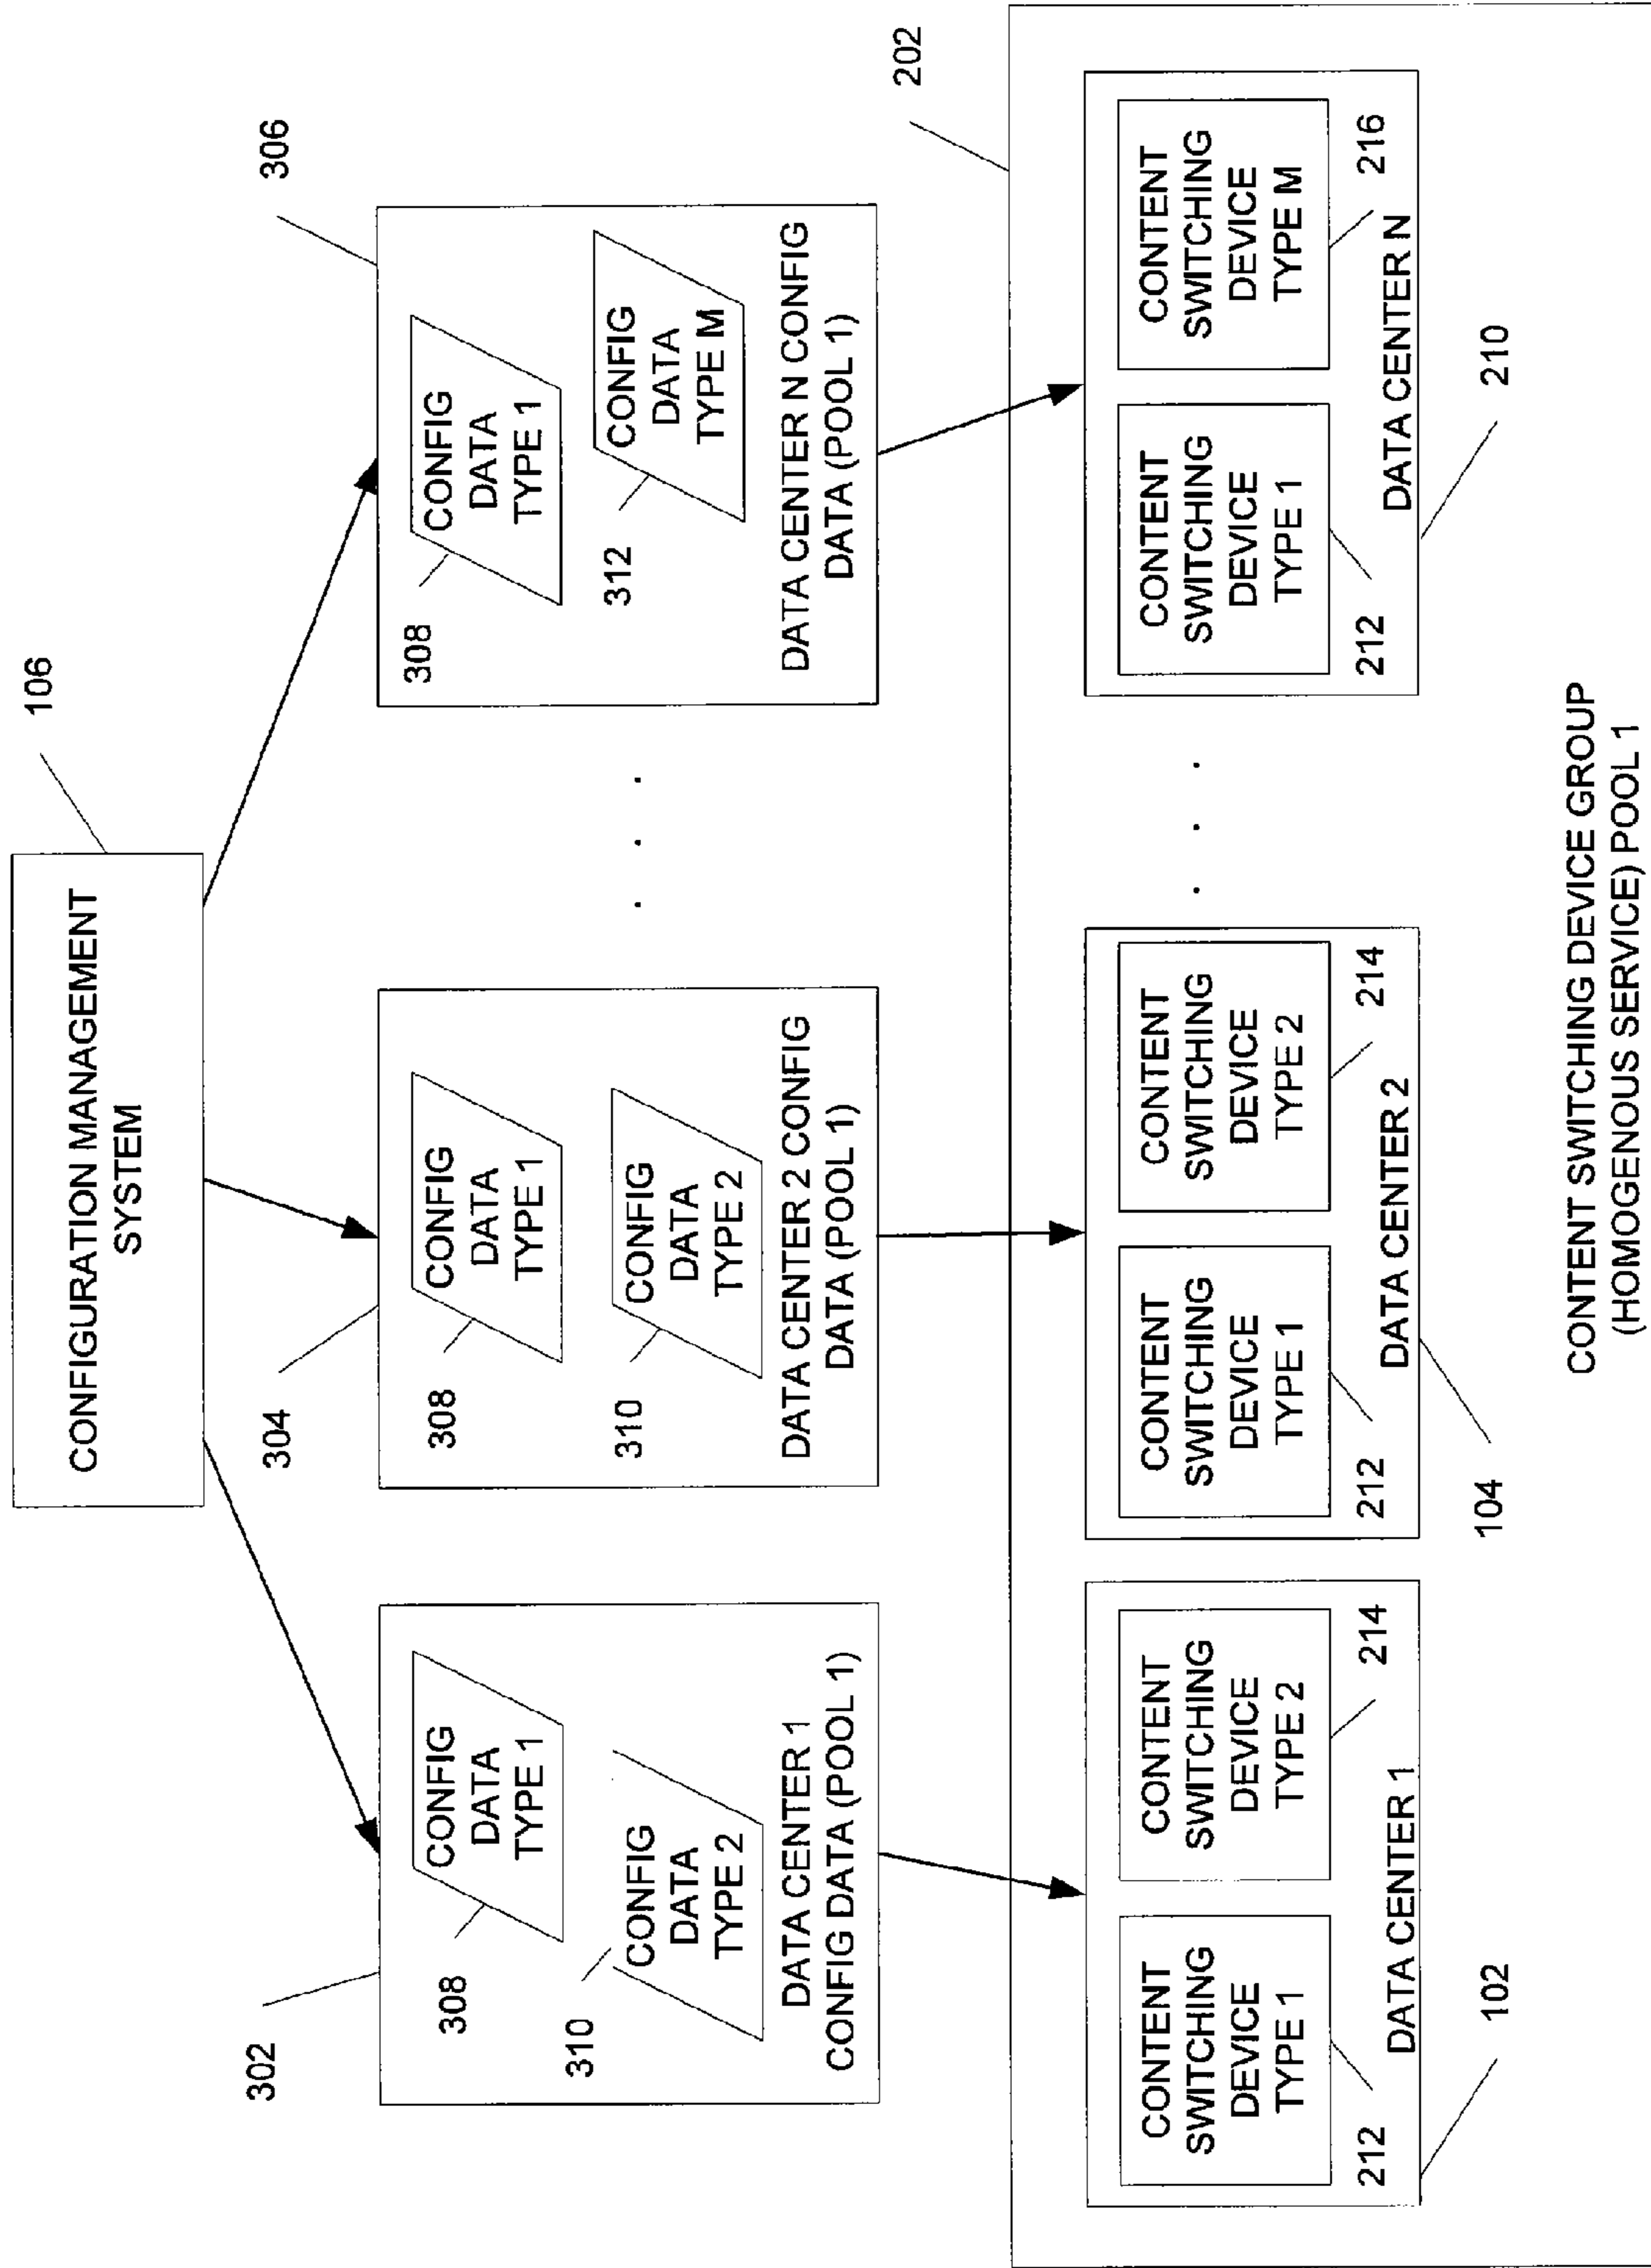 CONFIGURATION MANAGEMENT
SYSTEM
106
302
304
306
308
CONFIG
DATA
TYPE 1
310
CONFIG
DATA
TYPE 2
DATA CENTER 1
CONFIG DATA (POOL 1)
308
CONFIG
DATA
TYPE 1
310
CONFIG
DATA
TYPE 2
DATA CENTER 2 CONFIG
DATA (POOL 1)
. . .
308
CONFIG
DATA
TYPE 1
312
CONFIG
DATA
TYPE M
DATA CENTER N CONFIG
DATA (POOL 1)
202
CONTENT
SWITCHING
DEVICE
TYPE 1
212
CONTENT
SWITCHING
DEVICE
TYPE 2
214
DATA CENTER 1
102
CONTENT
SWITCHING
DEVICE
TYPE 1
212
CONTENT
SWITCHING
DEVICE
TYPE 2
214
DATA CENTER 2
104
. . .
CONTENT
SWITCHING
DEVICE
TYPE 1
212
CONTENT
SWITCHING
DEVICE
TYPE M
216
DATA CENTER N
210
CONTENT SWITCHING DEVICE GROUP
(HOMOGENOUS SERVICE) POOL 1